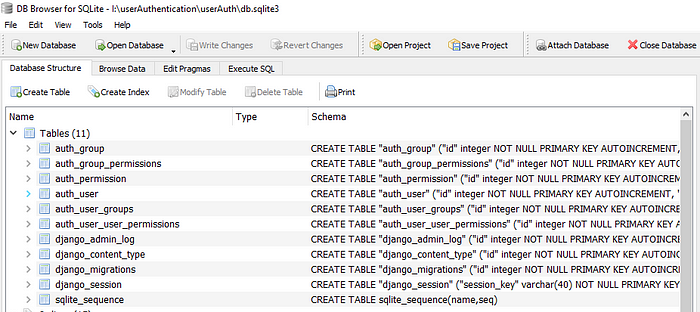 DB Browser for SQLite - I:\userAuthentication\userAuth\db.sqlite3
File Edit View Tools Help
New Database Open Database Write Changes Revert Changes Open Project Save Project Attach Database Close Database
Database Structure Browse Data Edit Pragmas Execute SQL
Create Table Create Index Modify Table Delete Table Print
Name Type Schema
Tables (11)
auth_group CREATE TABLE "auth_group" ("id" integer NOT NULL PRIMARY KEY AUTOINCREMENT,
auth_group_permissions CREATE TABLE "auth_group_permissions" ("id" integer NOT NULL PRIMARY KEY AUTO
auth_permission CREATE TABLE "auth_permission" ("id" integer NOT NULL PRIMARY KEY AUTOINCREM
auth_user CREATE TABLE "auth_user" ("id" integer NOT NULL PRIMARY KEY AUTOINCREMENT, "
auth_user_groups CREATE TABLE "auth_user_groups" ("id" integer NOT NULL PRIMARY KEY AUTOINCRE
auth_user_user_permissions CREATE TABLE "auth_user_user_permissions" ("id" integer NOT NULL PRIMARY KEY A
django_admin_log CREATE TABLE "django_admin_log" ("id" integer NOT NULL PRIMARY KEY AUTOINCRE
django_content_type CREATE TABLE "django_content_type" ("id" integer NOT NULL PRIMARY KEY AUTOINC
django_migrations CREATE TABLE "django_migrations" ("id" integer NOT NULL PRIMARY KEY AUTOINCRE
django_session CREATE TABLE "django_session" ("session_key" varchar(40) NOT NULL PRIMARY KEY
sqlite_sequence CREATE TABLE sqlite_sequence(name,seq)